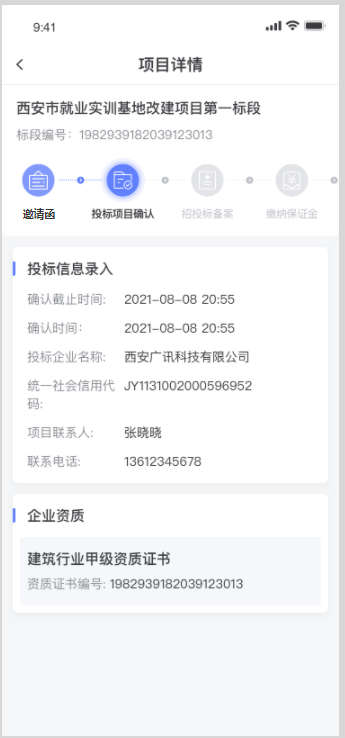 9:41
项目详情
西安市就业实训基地改建项目第一标段
标段编号：1982939182039123013
邀请函
投标项目确认
招投标备案
缴纳保证金
投标信息录入
确认截止时间: 2021-08-08 20:55
确认时间： 2021-08-08 20:55
投标企业名称: 西安广讯科技有限公司
统一社会信用代 JY1131002000596952
码:
项目联系人: 张晓晓
联系电话: 13612345678
企业资质
建筑行业甲级资质证书
资质证书编号: 1982939182039123013